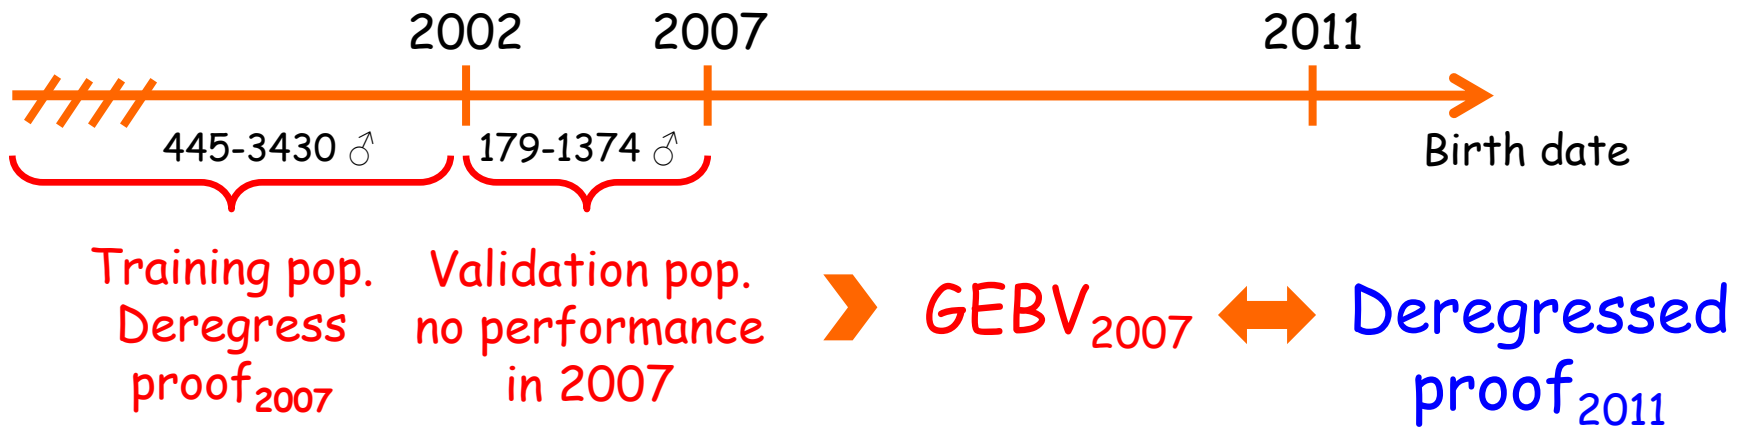 2002 2007 2011
445-3430 ♂ 179-1374 ♂ Birth date
Training pop.
Deregress
proof2007
Validation pop.
no performance
in 2007
GEBV2007
Deregressed
proof2011